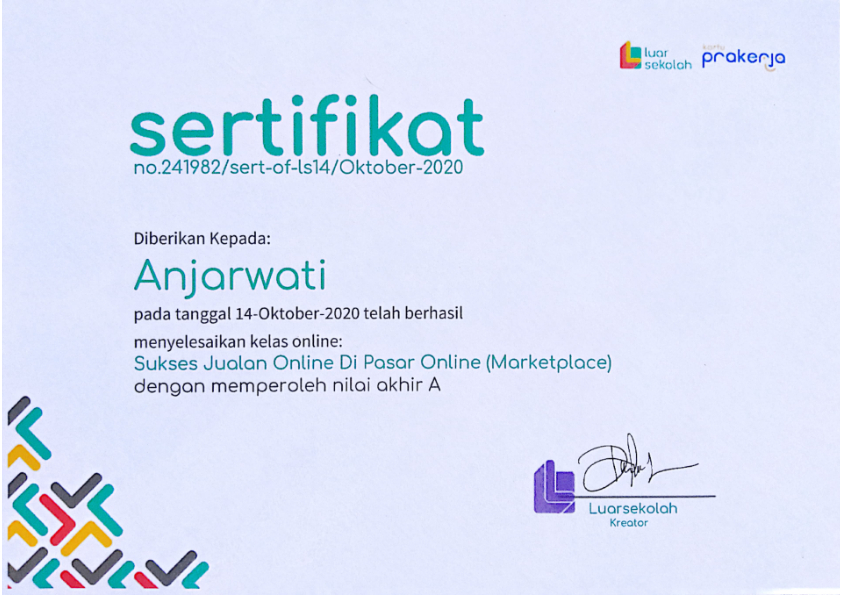 luar
sekolah
kartu
prakerja
sertifikat
no.241982/sert-of-ls14/Oktober-2020
Diberikan Kepada:
Anjarwati
pada tanggal 14-Oktober-2020 telah berhasil
menyelesaikan kelas online:
Sukses Jualan Online Di Pasar Online (Marketplace)
dengan memperoleh nilai akhir A
Luarsekolah
Kreator